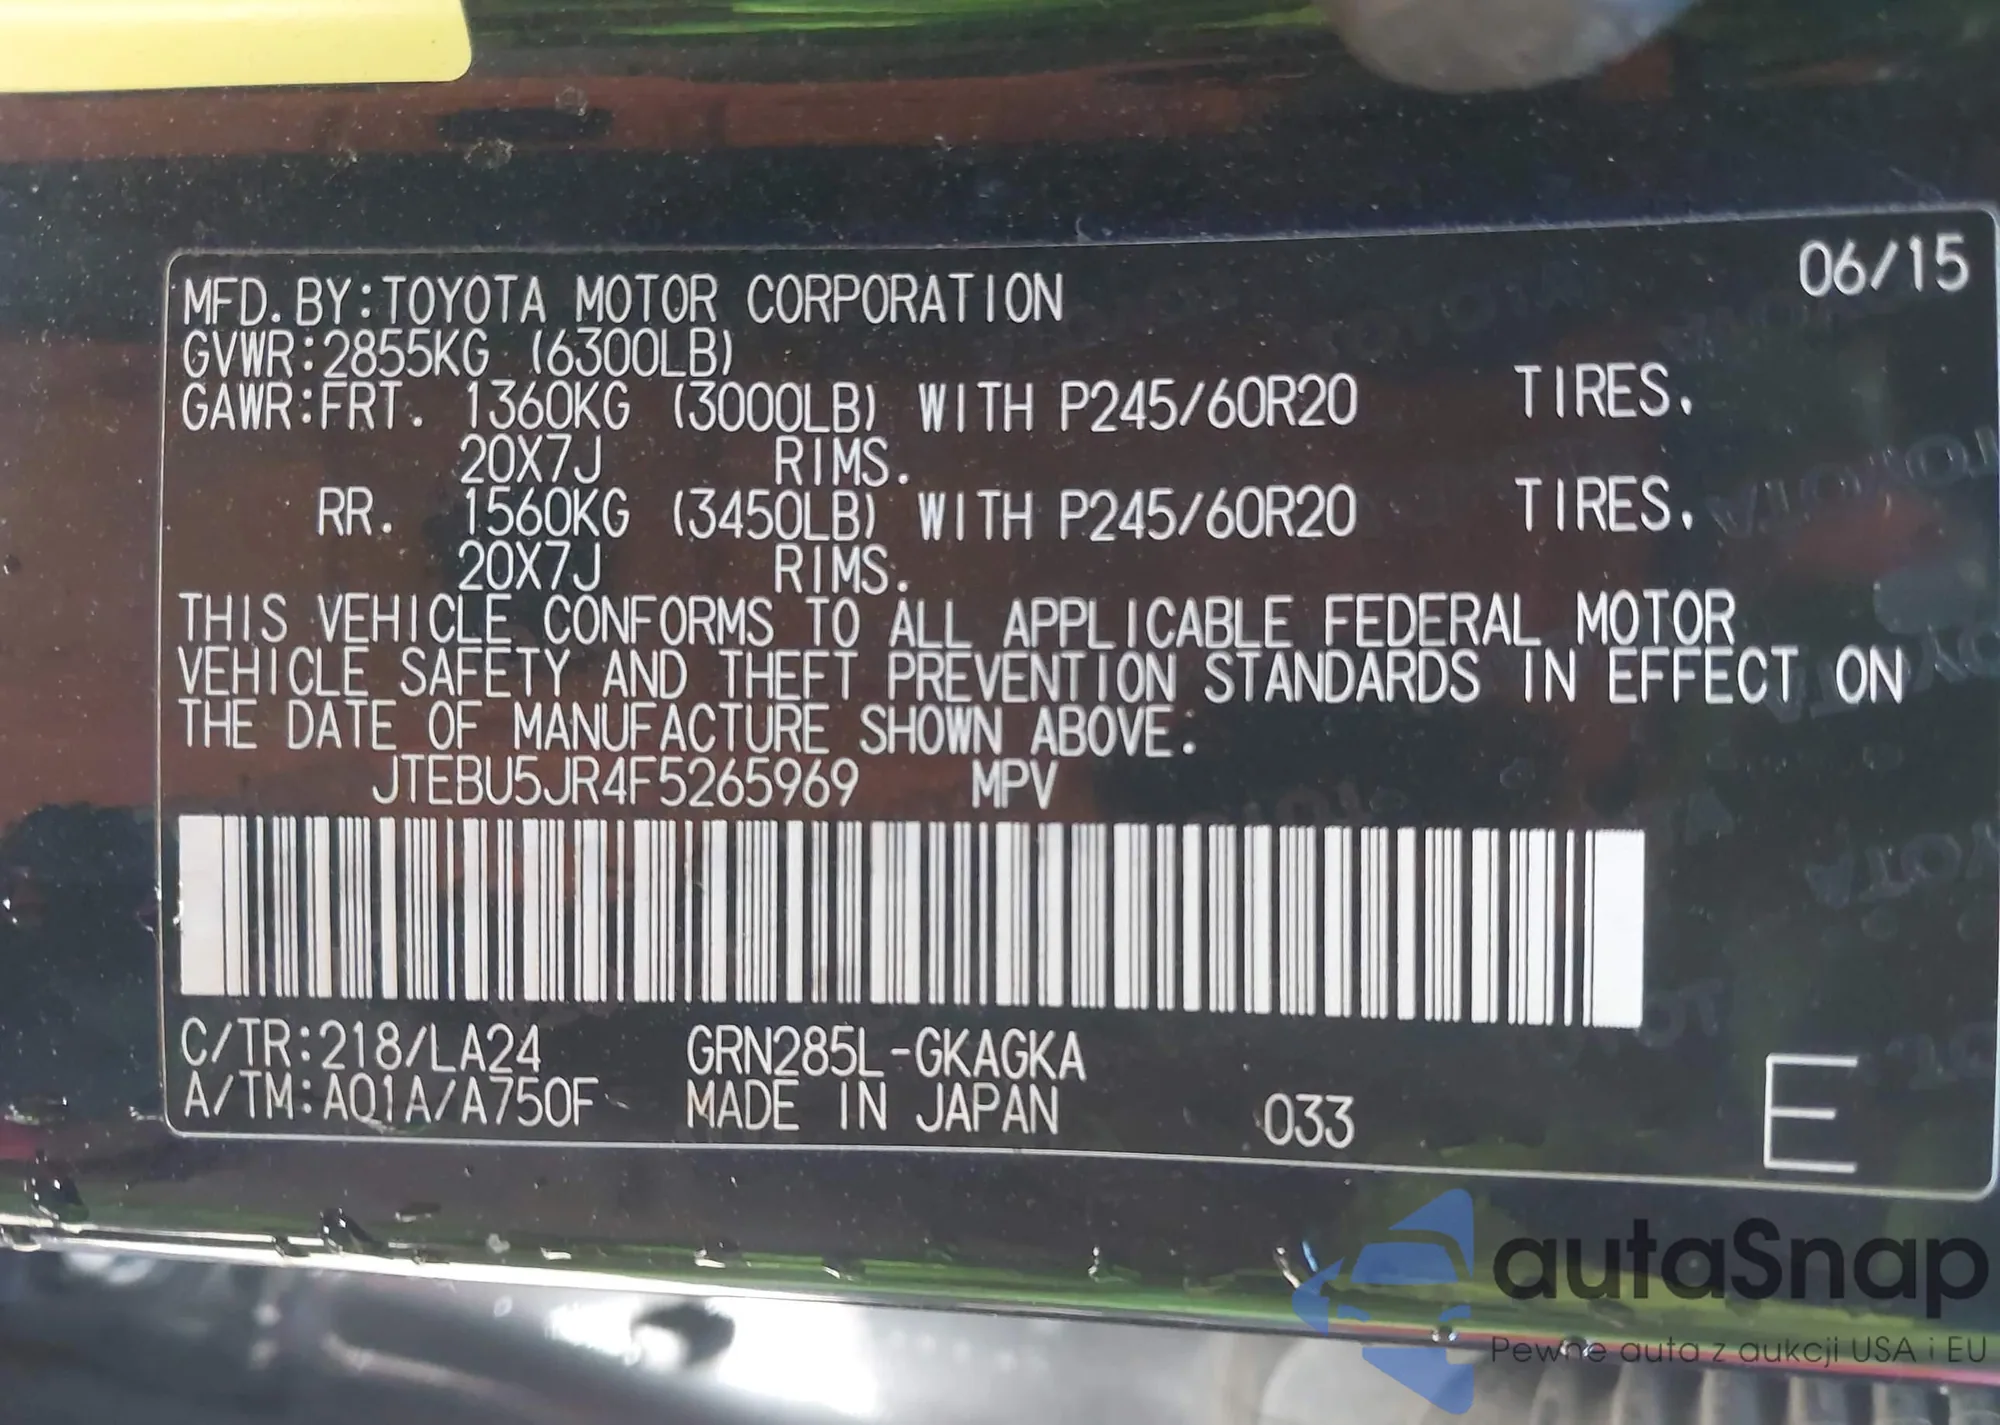 06/15
MFD. BY:TOYOTA MOTOR CORPORATION
GVWR:2855KG (6300LB)
GAWR:FRT. 1360KG (3000LB) WITH P245/60R20 TIRES.
20X7J RIMS.
RR. 1560KG (3450LB) WITH P245/60R20 TIRES.
20X7J RIMS.
THIS VEHICLE CONFORMS TO ALL APPLICABLE FEDERAL MOTOR
VEHICLE SAFETY AND THEFT PREVENTION STANDARDS IN EFFECT ON
THE DATE OF MANUFACTURE SHOWN ABOVE.
JTEBU5JR4F5265969 MPV
C/TR:218/LA24 GRN285L-GKAGKA
A/TM:A01A/A750F MADE IN JAPAN 033 E
autaSnap
Pewne auta z aukcji USA i EU